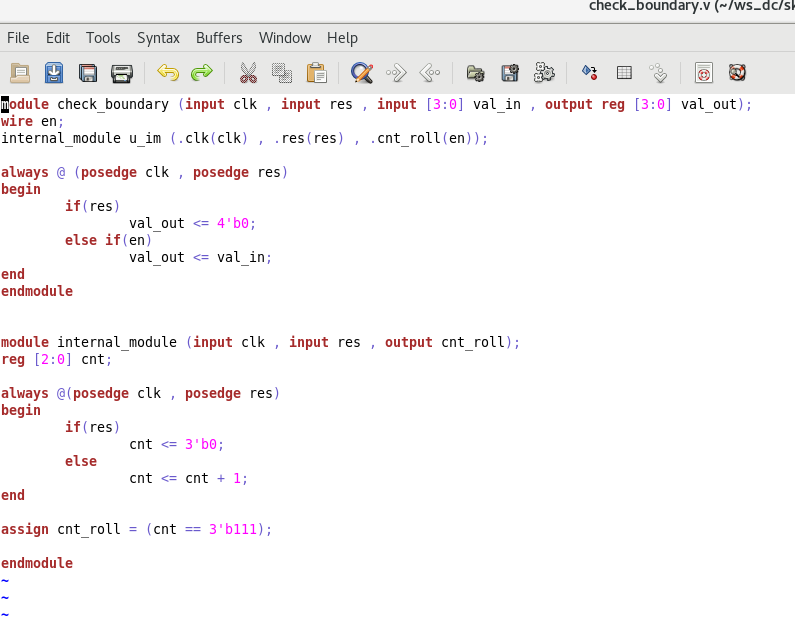 check_boundary.v (~/ws_dc/sk
File Edit Tools Syntax Buffers Window Help
module check_boundary (input clk , input res , input [3:0] val_in , output reg [3:0] val_out);
wire en;
internal_module u_im (.clk(clk) , .res(res) , .cnt_roll(en));
always @ (posedge clk , posedge res)
begin
if(res)
val_out <= 4'b0;
else if(en)
val_out <= val_in;
end
endmodule
module internal_module (input clk , input res , output cnt_roll);
reg [2:0] cnt;
always @(posedge clk , posedge res)
begin
if(res)
cnt <= 3'b0;
else
cnt <= cnt + 1;
end
assign cnt_roll = (cnt == 3'b111);
endmodule
~
~
~